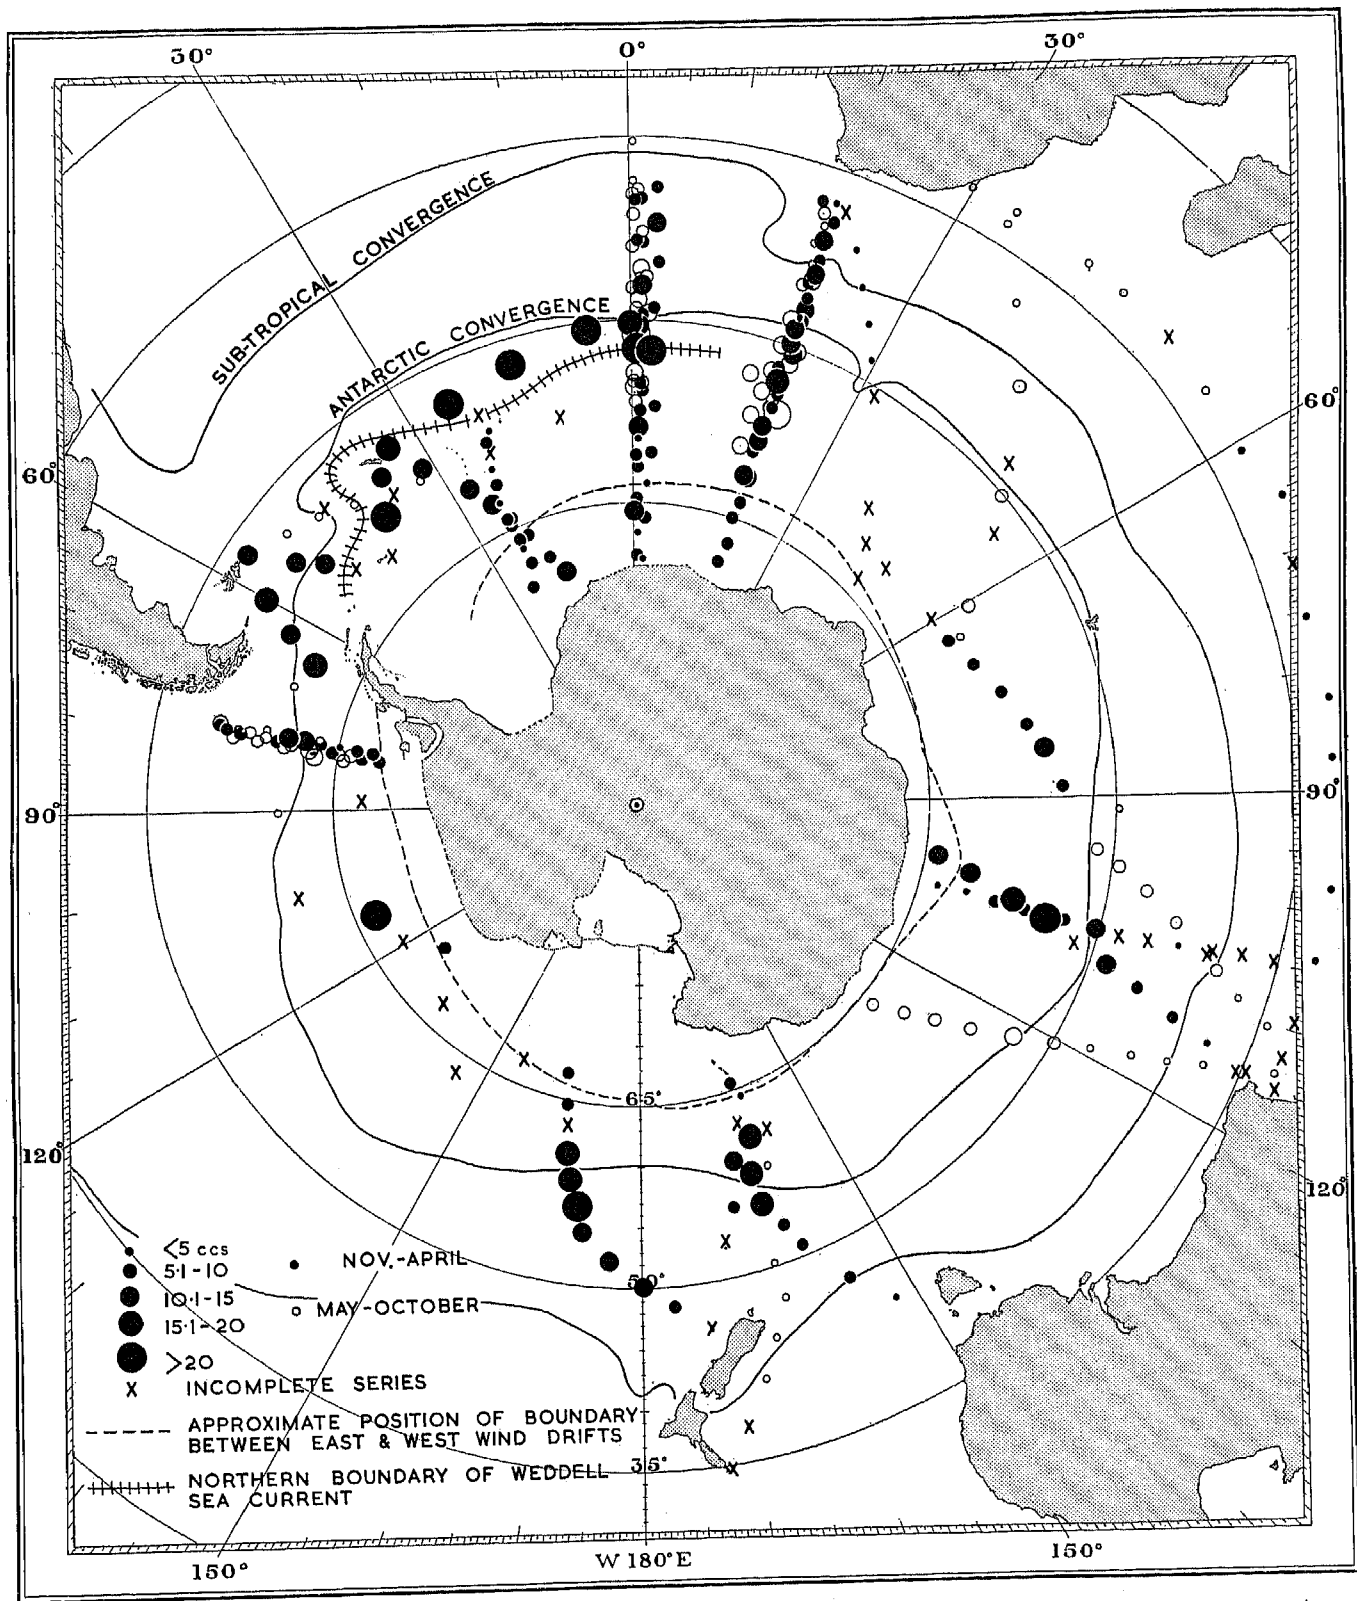 30°
0°
30°
SUB-TROPICAL CONVERGENCE
ANTARCTIC CONVERGENCE
60°
60°
90°
90°
65°
120°
120°
50°
<5 ccs
5·1-10
10·1-15
15·1-20
>20
NOV.-APRIL
MAY-OCTOBER
X INCOMPLETE SERIES
APPROXIMATE POSITION OF BOUNDARY
BETWEEN EAST & WEST WIND DRIFTS
NORTHERN BOUNDARY OF WEDDELL
SEA CURRENT
35°
150°
W 180°E
150°